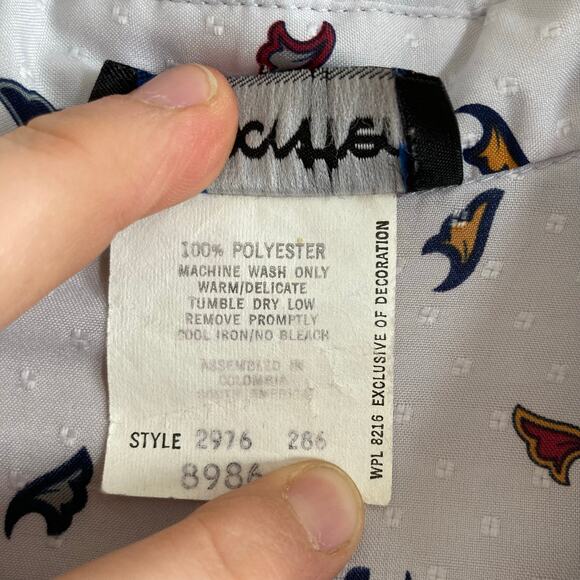 100% POLYESTER
MACHINE WASH ONLY
WARM/DELICATE
TUMBLE DRY LOW
REMOVE PROMPTLY
COOL IRON/NO BLEACH
ASSEMBLED IN
COLOMBIA
SOUTH AMERICA
STYLE 2976 286
8986
WPL 8216 EXCLUSIVE OF DECORATION